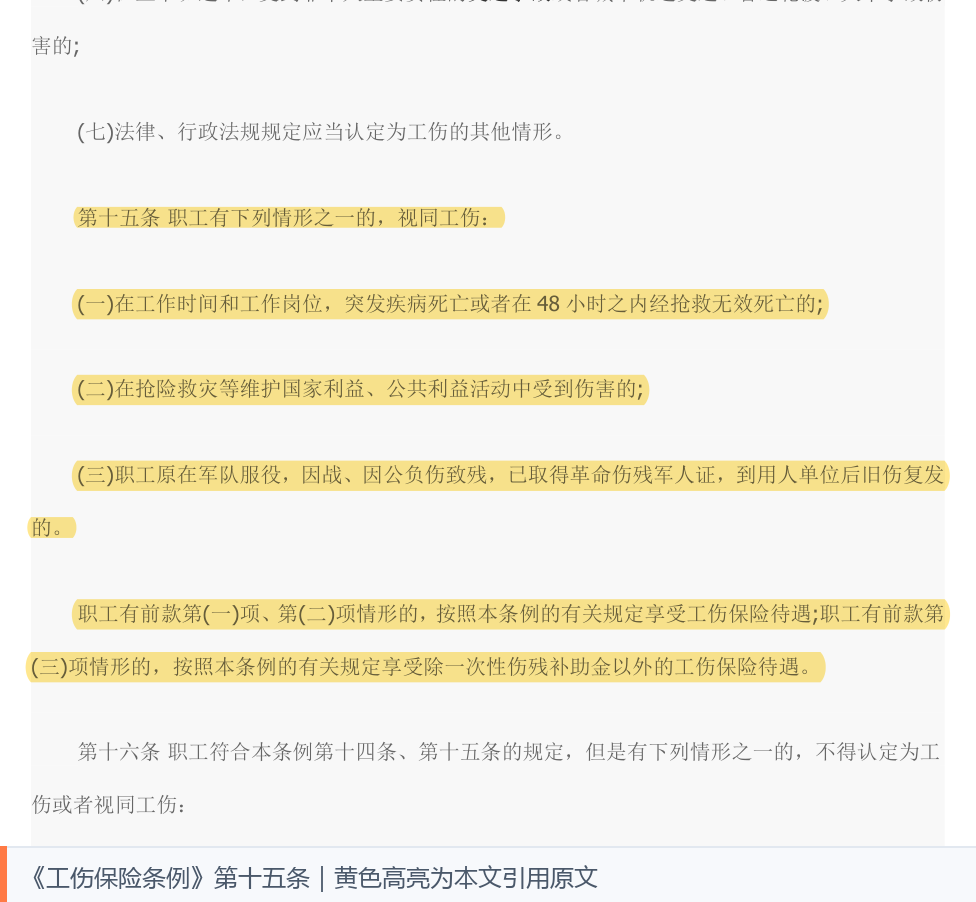 害的;
(七)法律、行政法规规定应当认定为工伤的其他情形。
第十五条 职工有下列情形之一的，视同工伤：
(一)在工作时间和工作岗位，突发疾病死亡或者在 48 小时之内经抢救无效死亡的;
(二)在抢险救灾等维护国家利益、公共利益活动中受到伤害的;
(三)职工原在军队服役，因战、因公负伤致残，已取得革命伤残军人证，到用人单位后旧伤复发
的。
职工有前款第(一)项、第(二)项情形的，按照本条例的有关规定享受工伤保险待遇;职工有前款第
(三)项情形的，按照本条例的有关规定享受除一次性伤残补助金以外的工伤保险待遇。
第十六条 职工符合本条例第十四条、第十五条的规定，但是有下列情形之一的，不得认定为工
伤或者视同工伤：
《工伤保险条例》第十五条｜黄色高亮为本文引用原文